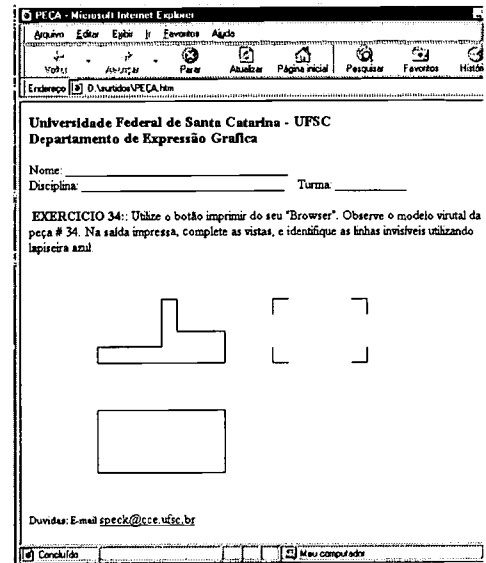 PEÇA - Microsoft Internet Explorer
Arquivo Editar Exibir Ir Favoritos Ajuda
Voltar Avançar Parar Atualizar Página inicial Pesquisar Favoritos Histó
Endereço PEÇA.htm
Universidade Federal de Santa Catarina - UFSC
Departamento de Expressão Grafica
Nome:
Disciplina: Turma:
EXERCICIO 34:: Utilize o botão imprimir do seu "Browser". Observe o modelo virutal da
peça # 34. Na saída impressa, complete as vistas, e identifique as linhas invisíveis utilizando
lapiseira azul.
Duvidas: E-mail speck@cce.ufsc.br
Concluído Meu computador